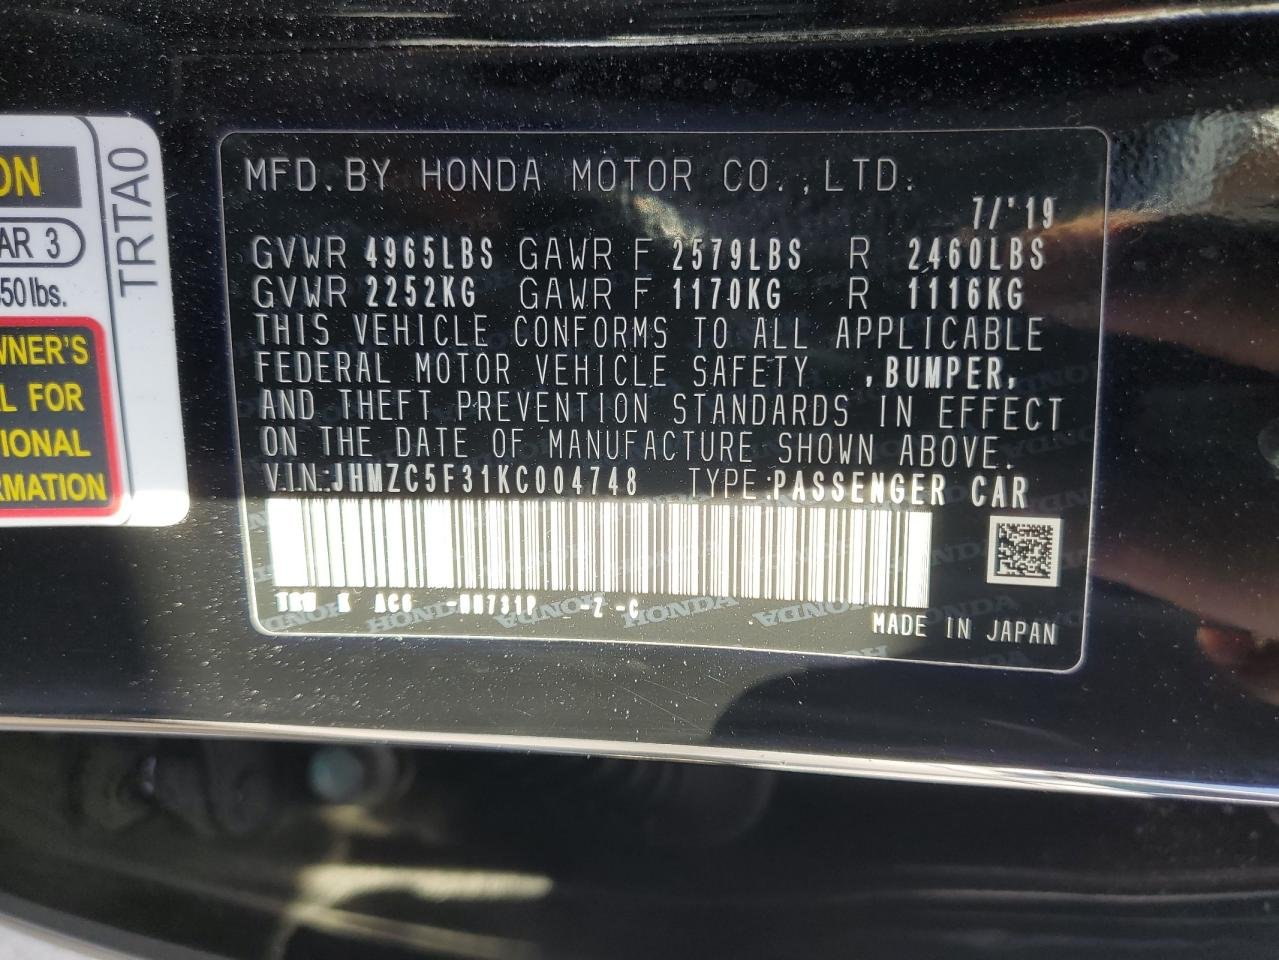 ON
AR 3
50 lbs.
WNER'S
L FOR
IONAL
RMATION
TRTA0
MFD. BY HONDA MOTOR CO., LTD.
7/'19
GVWR 4965LBS GAWR F 2579LBS R 2460LBS
GVWR 2252KG GAWR F 1170KG R 1116KG
THIS VEHICLE CONFORMS TO ALL APPLICABLE
FEDERAL MOTOR VEHICLE SAFETY ,BUMPER,
AND THEFT PREVENTION STANDARDS IN EFFECT
ON THE DATE OF MANUFACTURE SHOWN ABOVE.
V.I.N.:JHMZC5F31KC004748 TYPE:PASSENGER CAR
K -Z -C
MADE IN JAPAN